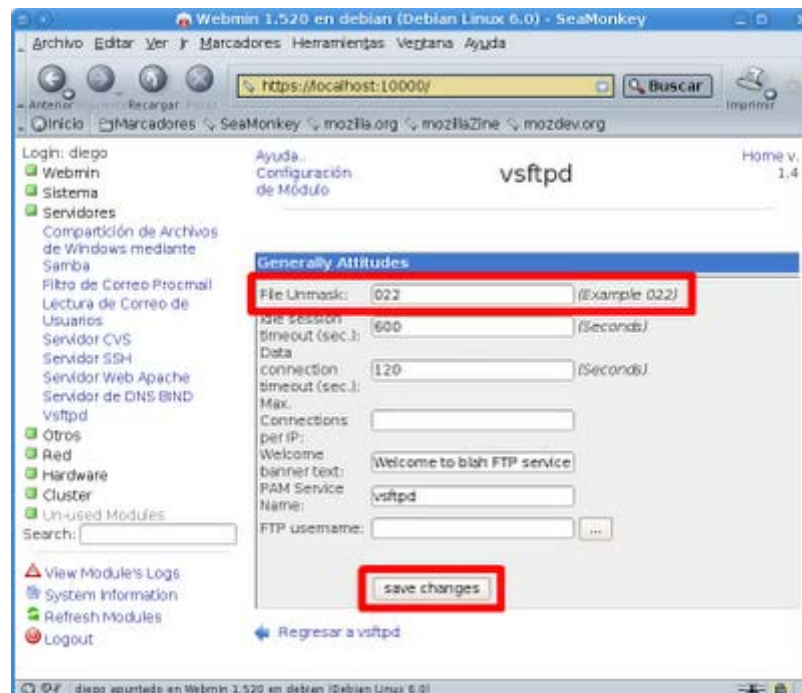 Webmin 1.520 en debian (Debian Linux 6.0) - SeaMonkey
Archivo Editar Ver Ir Marcadores Herramientas Ventana Ayuda
Anterior Recargar
https://localhost:10000/
Buscar
Imprimir
Inicio Marcadores SeaMonkey mozilla.org mozillaZine mozdev.org
Login: diego
Webmin
Sistema
Servidores
Compartición de Archivos
de Windows mediante
Samba
Filtro de Correo Procmail
Lectura de Correo de
Usuarios
Servidor CVS
Servidor SSH
Servidor Web Apache
Servidor de DNS BIND
Vsftpd
Otros
Red
Hardware
Cluster
Un-used Modules
Search:
View Module's Logs
System Information
Refresh Modules
Logout
Ayuda..
Configuración
de Módulo
vsftpd
Home v.
1.4
Generally Attitudes
File Unmask: 022 (Example 022)
Idle session
timeout (sec.): 600 (Seconds)
Data
connection
timeout (sec.): 120 (Seconds)
Max.
Connections
per IP:
Welcome
banner text: Welcome to blah FTP service
PAM Service
Name: vsftpd
FTP username: ...
save changes
Regresar a vsftpd
diego apuntado en Webmin 1.520 en debian (Debian Linux 6.0)